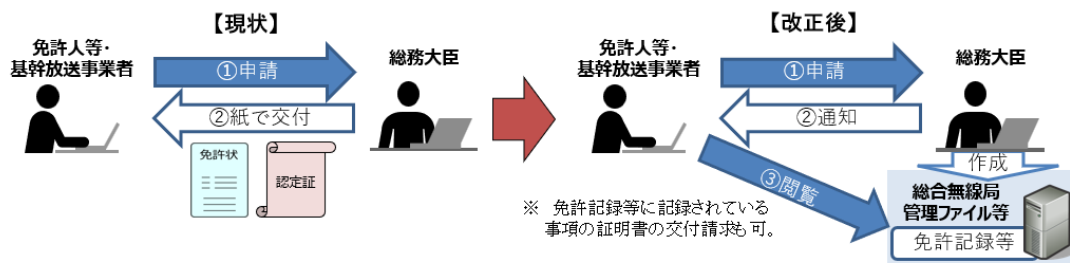 【現状】
免許人等・
基幹放送事業者
①申請
総務大臣
②紙で交付
免許状
認定証
【改正後】
免許人等・
基幹放送事業者
①申請
総務大臣
②通知
作成
③閲覧
総合無線局
管理ファイル等
免許記録等
※ 免許記録等に記録されている
事項の証明書の交付請求も可。